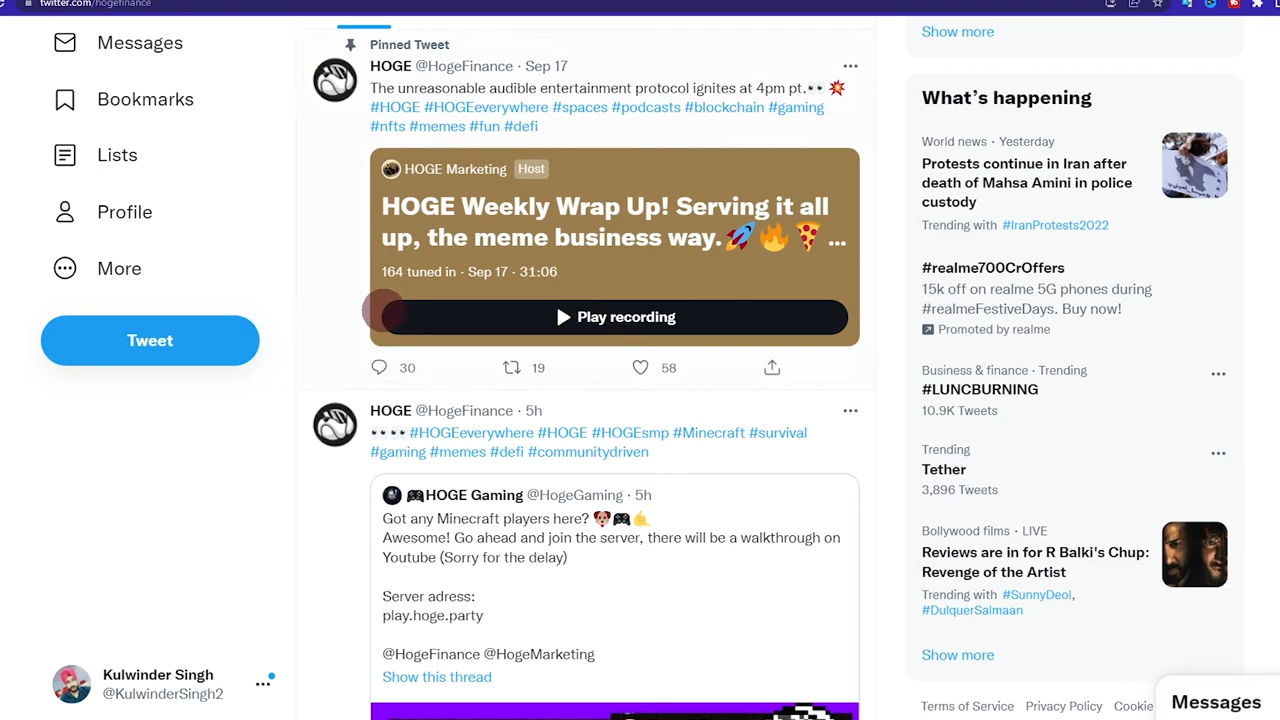 twitter.com/hogefinance
Messages
Bookmarks
Lists
Profile
More
Tweet
Kulwinder Singh
@KulwinderSingh2
Pinned Tweet
HOGE @HogeFinance · Sep 17
The unreasonable audible entertainment protocol ignites at 4pm pt.👀 💥
#HOGE #HOGEeverywhere #spaces #podcasts #blockchain #gaming
#nfts #memes #fun #defi
HOGE Marketing Host
HOGE Weekly Wrap Up! Serving it all
up, the meme business way.🚀🔥🍕...
164 tuned in · Sep 17 · 31:06
Play recording
30 19 58
HOGE @HogeFinance · 5h
👀👀#HOGEeverywhere #HOGE #HOGEsmp #Minecraft #survival
#gaming #memes #defi #communitydriven
🎮HOGE Gaming @HogeGaming · 5h
Got any Minecraft players here? 🐶🎮🤙
Awesome! Go ahead and join the server, there will be a walkthrough on
Youtube (Sorry for the delay)
Server adress:
play.hoge.party
@HogeFinance @HogeMarketing
Show this thread
Show more
What's happening
World news · Yesterday
Protests continue in Iran after
death of Mahsa Amini in police
custody
Trending with #IranProtests2022
#realme700CrOffers
15k off on realme 5G phones during
#realmeFestiveDays. Buy now!
Promoted by realme
Business & finance · Trending
#LUNCBURNING
10.9K Tweets
Trending
Tether
3,896 Tweets
Bollywood films · LIVE
Reviews are in for R Balki's Chup:
Revenge of the Artist
Trending with #SunnyDeol,
#DulquerSalmaan
Show more
Terms of Service Privacy Policy Cookie
Messages